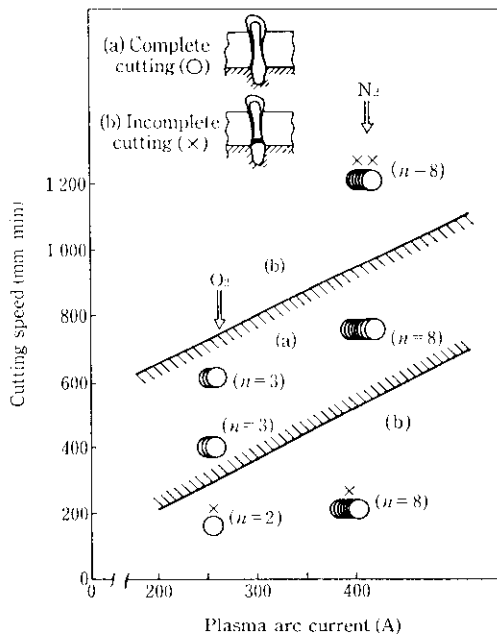 (a) Complete
cutting (○)
(b) Incomplete
cutting (×)
N₂
× ×
(n=8)
1 200
1 000
(b)
O₂
800
(a)
(n=8)
600
(n=3)
400
(n=3)
(b)
×
(n=8)
200
×
(n=2)
0
0
200
300
400
Cutting speed (mm min)
Plasma arc current (A)